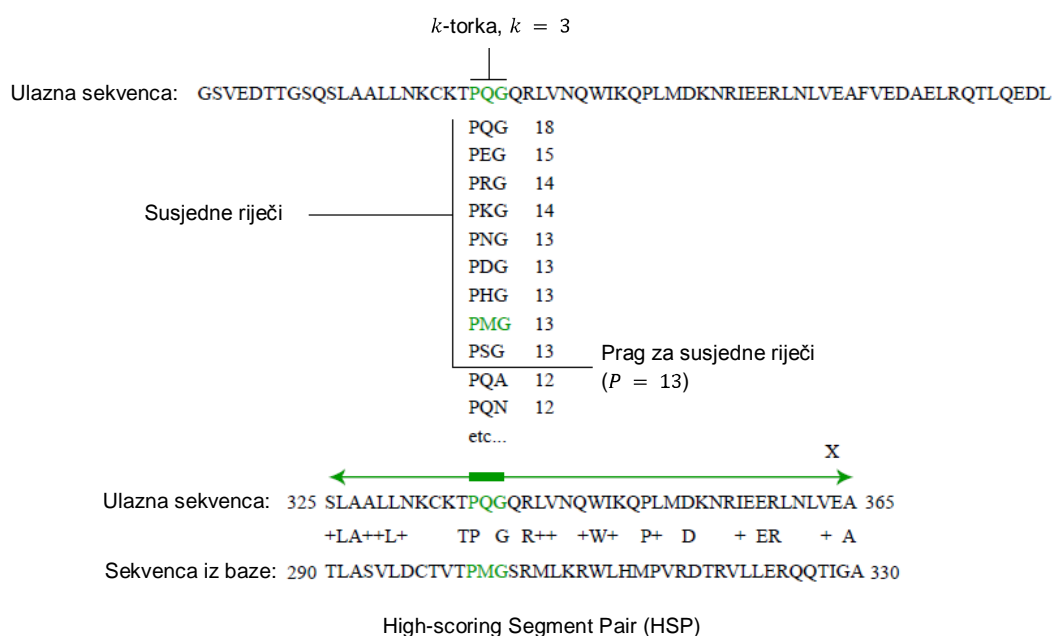 k-torka, k = 3
Ulazna sekvenca: GSVEDTTGSQSLAALLNKCKTPQGQRLVNQWIKQPLMDKNRIEERLNLVEAFVEDAELRQTLQEDL
PQG 18
PEG 15
PRG 14
PKG 14
Susjedne riječi
PNG 13
PDG 13
PHG 13
PMG 13
PSG 13
Prag za susjedne riječi
(P = 13)
PQA 12
PQN 12
etc...
X
Ulazna sekvenca: 325 SLAALLNKCKTPQGQRLVNQWIKQPLMDKNRIEERLNLVEA 365
+LA++L+ TP G R++ +W+ P+ D + ER + A
Sekvenca iz baze: 290 TLASVLDCTVTPMGSRMLKRWLHMPVRDTRVLLERQQTIGA 330
High-scoring Segment Pair (HSP)